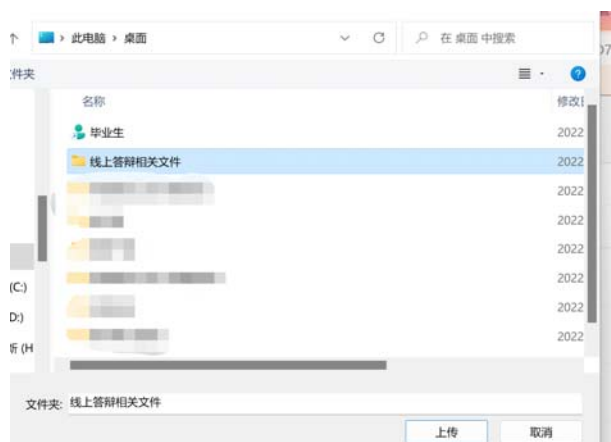 此电脑 › 桌面
在 桌面 中搜索
件夹
名称
修改
毕业生
2022
线上答辩相关文件
2022
2022
2022
2022
2022
2022
2022
(C:)
D:)
(H
文件夹: 线上答辩相关文件
上传
取消